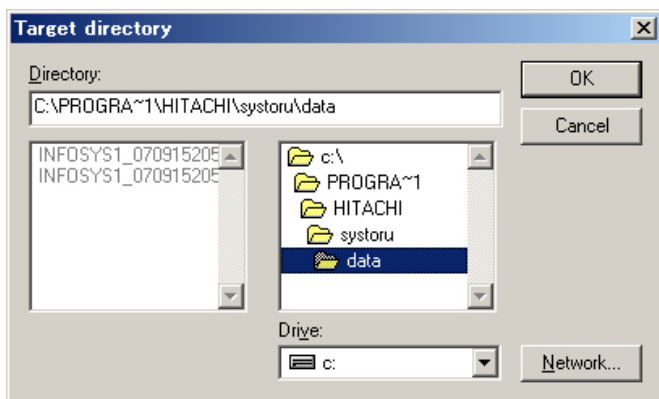 Target directory
Directory:
C:\PROGRA~1\HITACHI\systoru\data
OK
Cancel
INFOSYS1_070915205
INFOSYS1_070915205
c:\
PROGRA~1
HITACHI
systoru
data
Drive:
c:
Network...